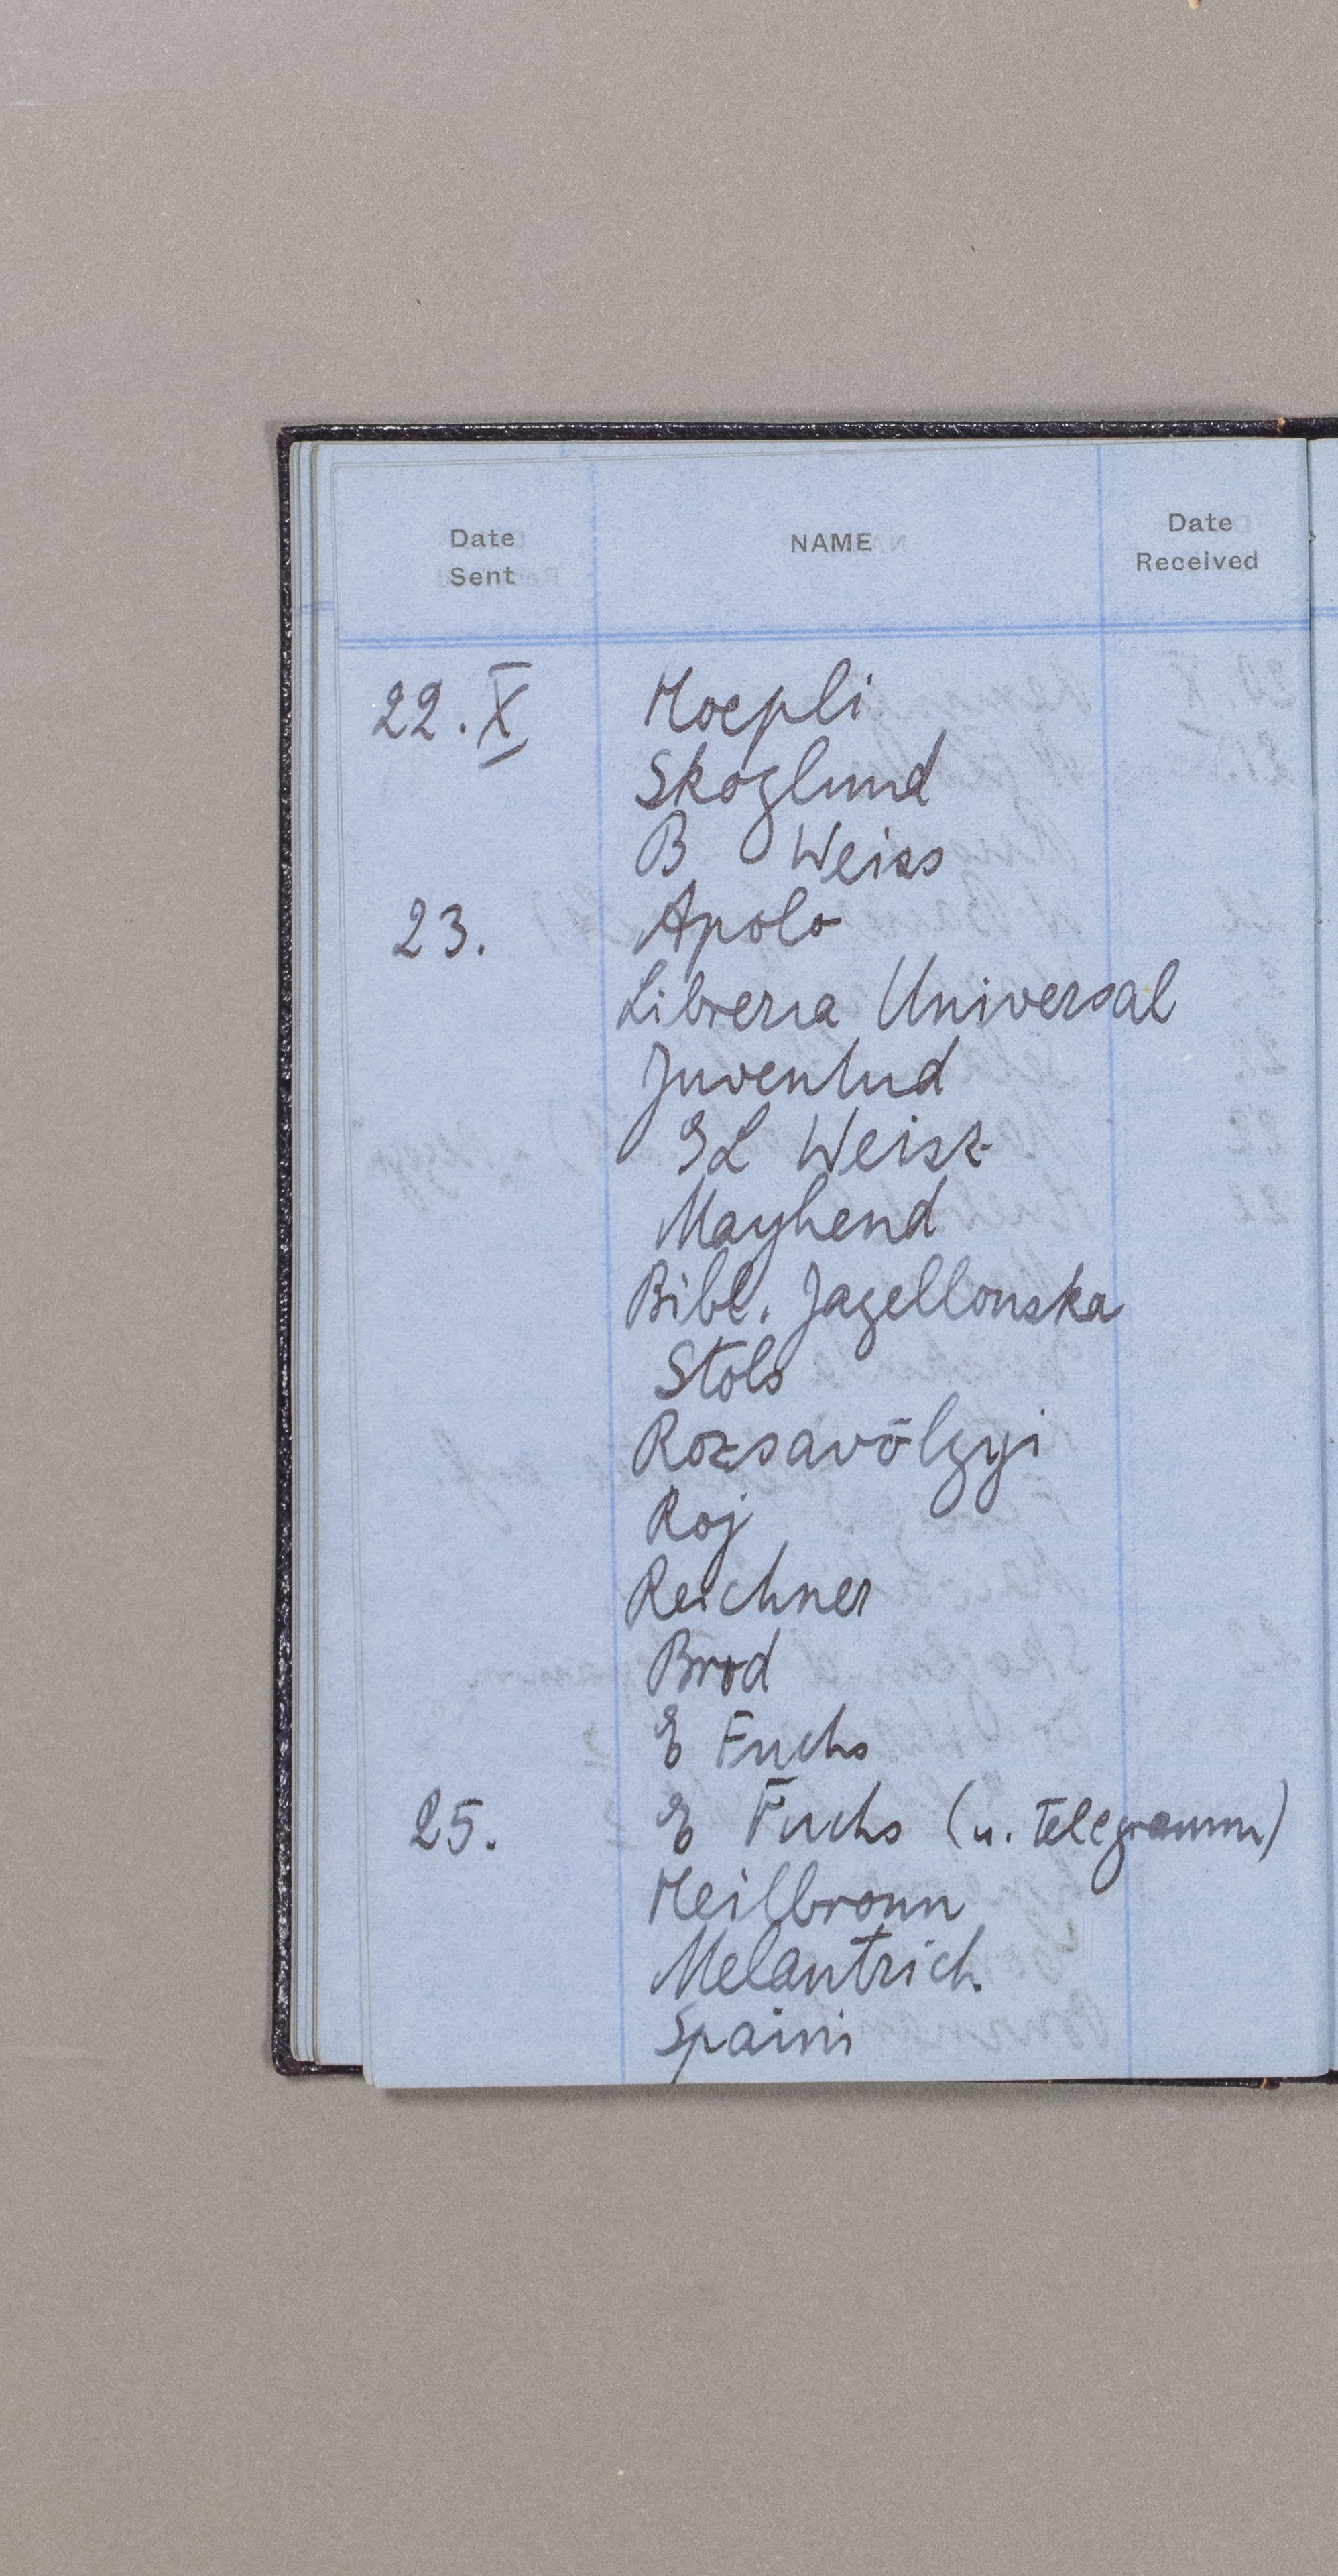 Date Sent NAME Date Received
22. X Hoepli
Skoglund
B Weiss
23. Apolo
Libreria Universal
Juventud
Weisz
Mayhend
Bibl. Jagellonska
Stols
Rozsavölgyi
Roj
Reichner
Brod
E Fuchs
25. E Fuchs (u. Telegramm)
Heilbronn
Melantrich
Spaini